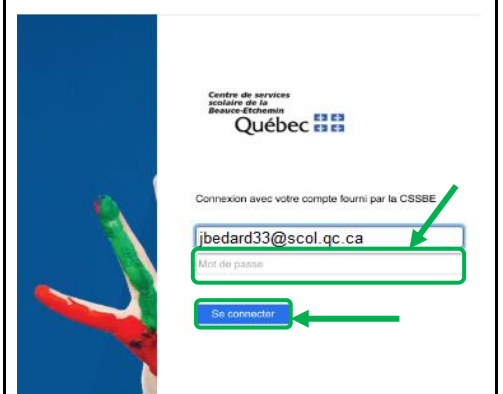 Centre de services
scolaire de la
Beauce-Etchemin
Québec
Connexion avec votre compte fourni par la CSSBE
jbedard33@scol.qc.ca
Mot de passe
Se connecter